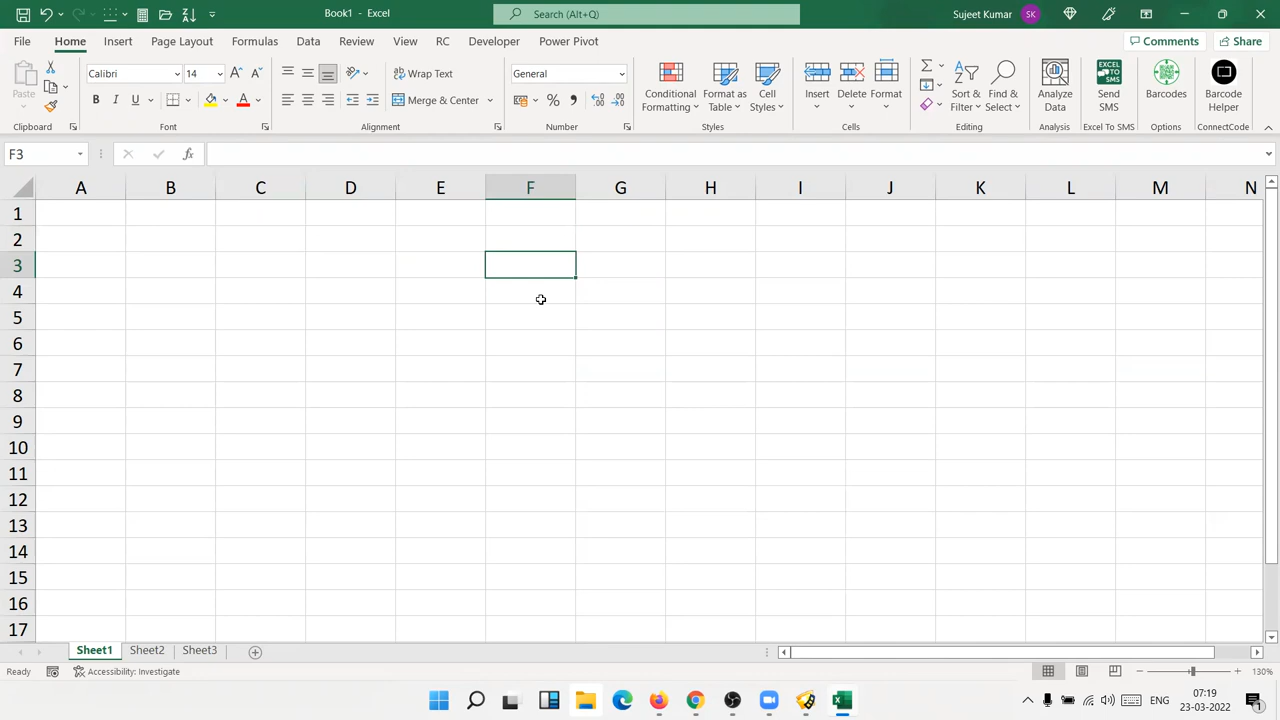 Book1 - Excel
Search (Alt+Q)
Sujeet Kumar
SK
File Home Insert Page Layout Formulas Data Review View RC Developer Help Power Pivot
Comments Share
Paste
Calibri 14
B I U
Wrap Text
Merge & Center
General
Conditional Formatting
Format as Table
Cell Styles
Insert
Delete
Format
Sort & Filter
Find & Select
Analyze Data
Send SMS
EXCEL TO SMS
Barcodes
Barcode Helper
Clipboard Font Alignment Number Styles Cells Editing Analysis Excel To SMS Options ConnectCode
F3
fx
A B C D E F G H I J K L M N
1
2
3
4
5
6
7
8
9
10
11
12
13
14
15
16
17
Sheet1 Sheet2 Sheet3
Ready
Accessibility: Investigate
130%
ENG
07:19
23-03-2022
1